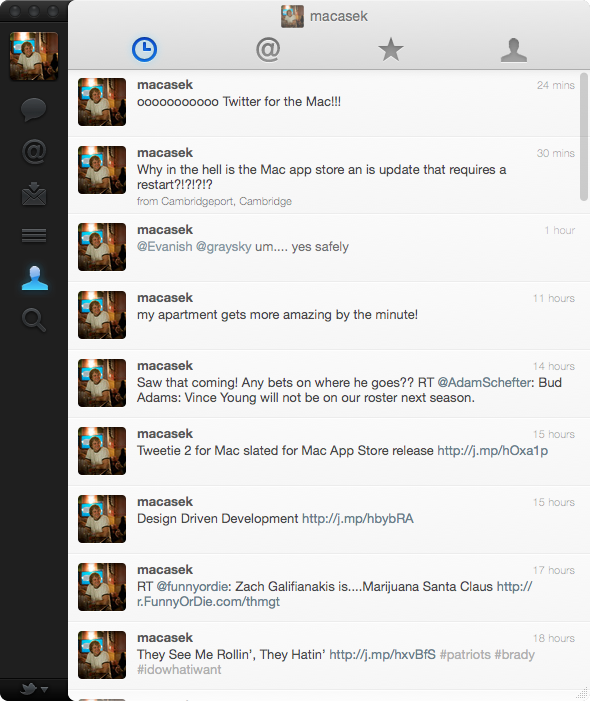 macasek
macasek
24 mins
ooooooooooo Twitter for the Mac!!!
macasek
30 mins
Why in the hell is the Mac app store an is update that requires a
restart?!?!?!?
from Cambridgeport, Cambridge
macasek
1 hour
@Evanish @graysky um.... yes safely
macasek
11 hours
my apartment gets more amazing by the minute!
macasek
14 hours
Saw that coming! Any bets on where he goes?? RT @AdamSchefter: Bud
Adams: Vince Young will not be on our roster next season.
macasek
15 hours
Tweetie 2 for Mac slated for Mac App Store release http://j.mp/hOxa1p
macasek
15 hours
Design Driven Development http://j.mp/hbybRA
macasek
17 hours
RT @funnyordie: Zach Galifianakis is....Marijuana Santa Claus http://
r.FunnyOrDie.com/thmgt
macasek
18 hours
They See Me Rollin’, They Hatin’ http://j.mp/hxvBfS #patriots #brady
#idowhatiwant